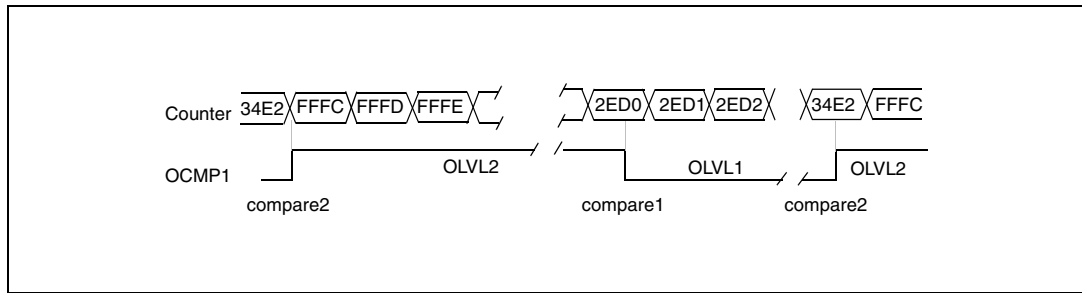 Counter 34E2 FFFC FFFD FFFE 2ED0 2ED1 2ED2 34E2 FFFC
OCMP1 OLVL2 OLVL1 OLVL2
compare2 compare1 compare2